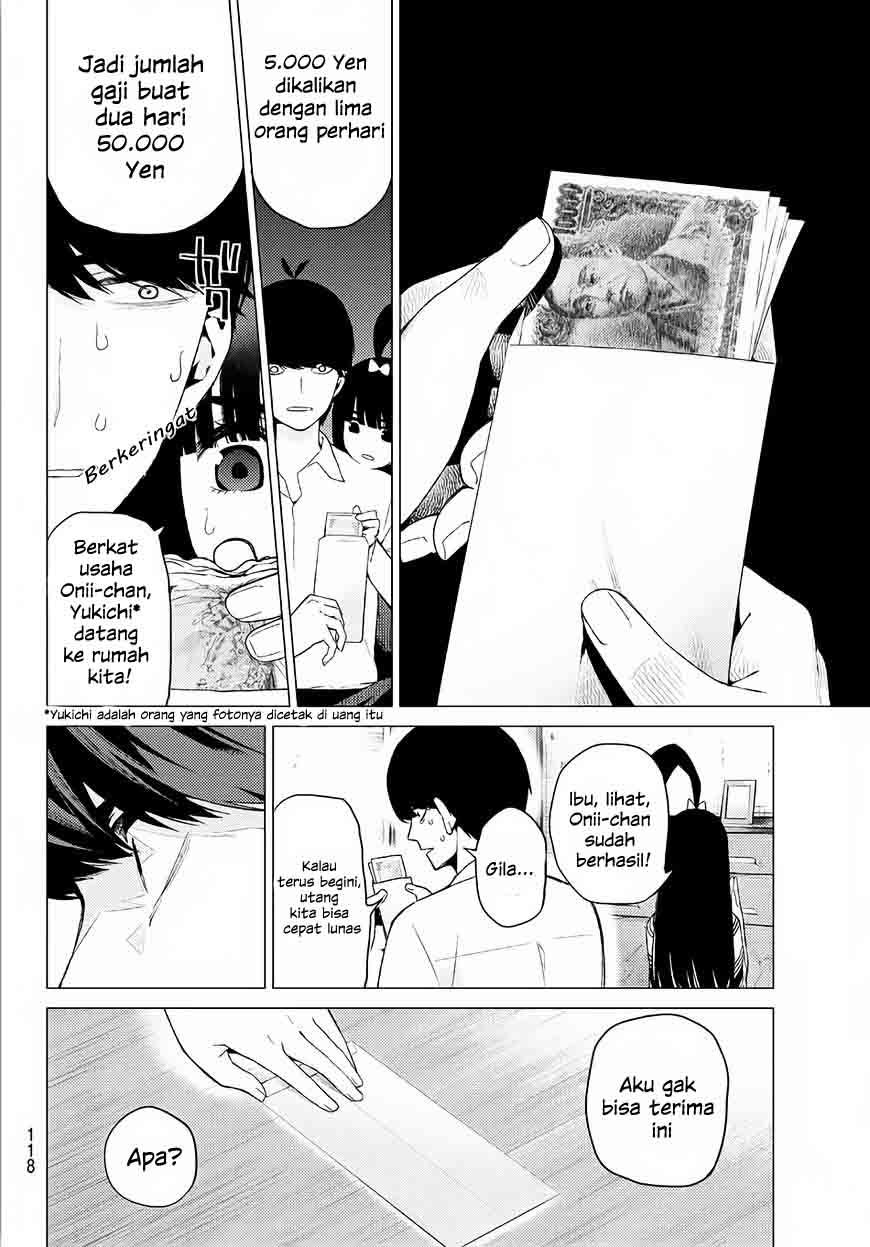 5.000 Yen
dikalikan
dengan lima
orang perhari
Jadi jumlah
gaji buat
dua hari
50.000
Yen
ガク
Berkeringat
Berkat
usaha
Onii-chan,
Yukichi*
datang
ke rumah
kita!
*Yukichi adalah orang yang fotonya dicetak di uang itu
Ibu, lihat,
Onii-chan
sudah
berhasil!
Gila...
Kalau
terus begini,
utang
kita bisa
cepat lunas
Aku gak
bisa terima
ini
Apa?
118